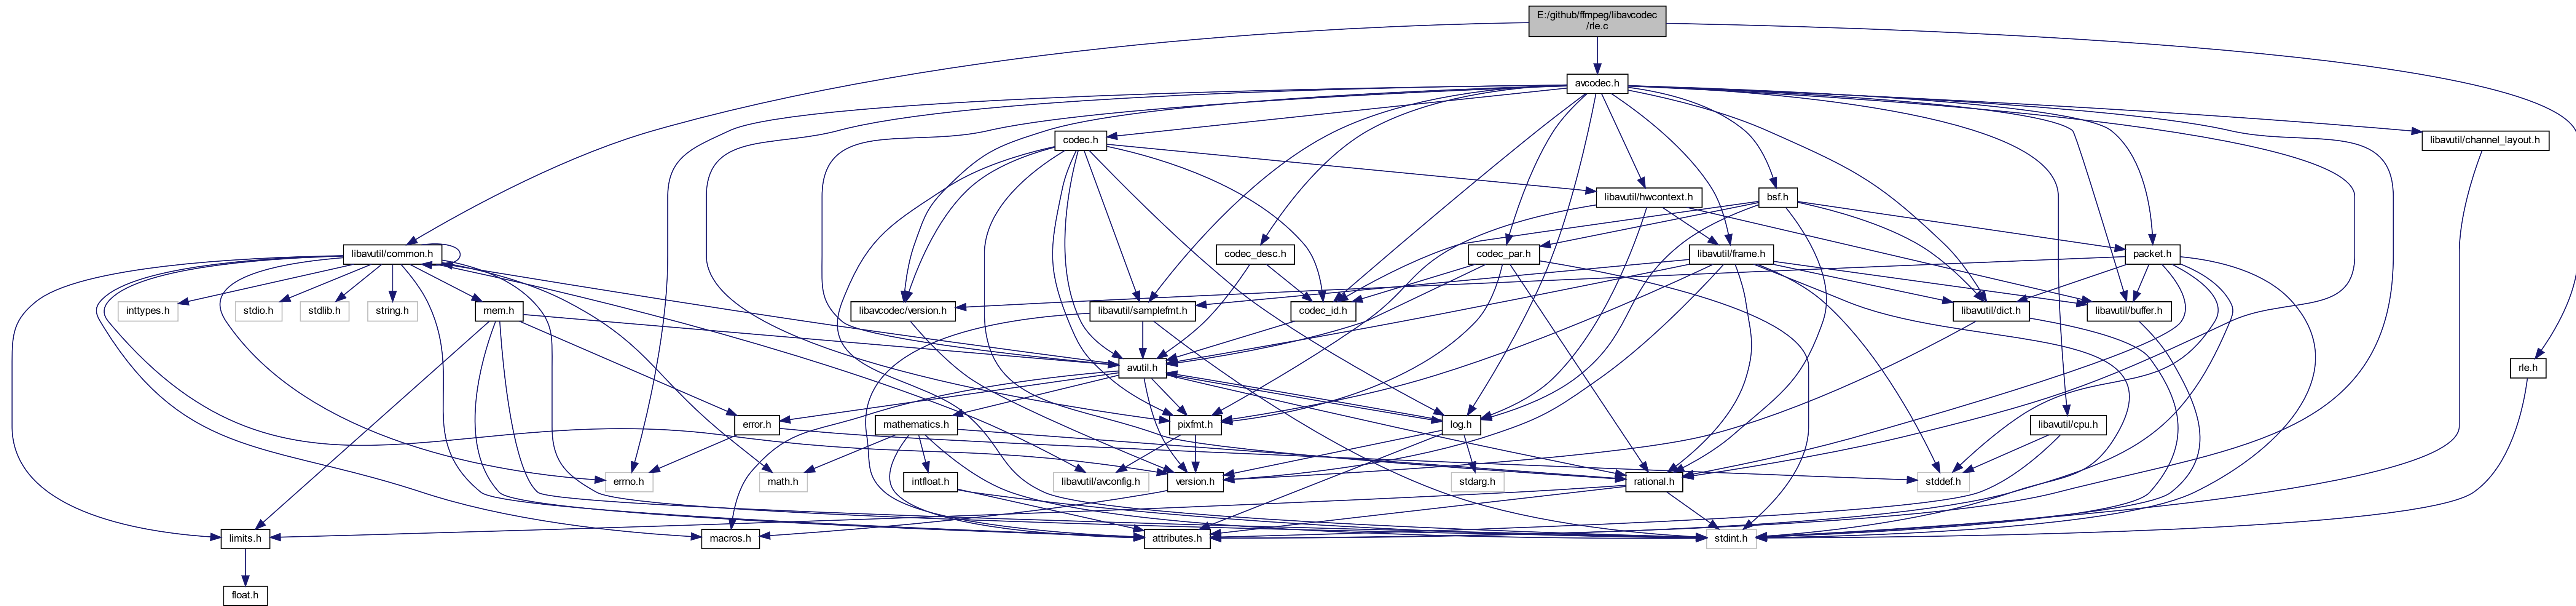 E:/github/ffmpeg/libavcodec
/rle.c
avcodec.h
codec.h
libavutil/channel_layout.h
libavutil/hwcontext.h
bsf.h
libavutil/common.h
codec_desc.h
codec_par.h
libavutil/frame.h
packet.h
inttypes.h
stdio.h
stdlib.h
string.h
mem.h
libavcodec/version.h
libavutil/samplefmt.h
codec_id.h
libavutil/dict.h
libavutil/buffer.h
avutil.h
rle.h
error.h
mathematics.h
pixfmt.h
log.h
libavutil/cpu.h
errno.h
math.h
intfloat.h
libavutil/avconfig.h
version.h
stdarg.h
rational.h
stddef.h
limits.h
macros.h
attributes.h
stdint.h
float.h